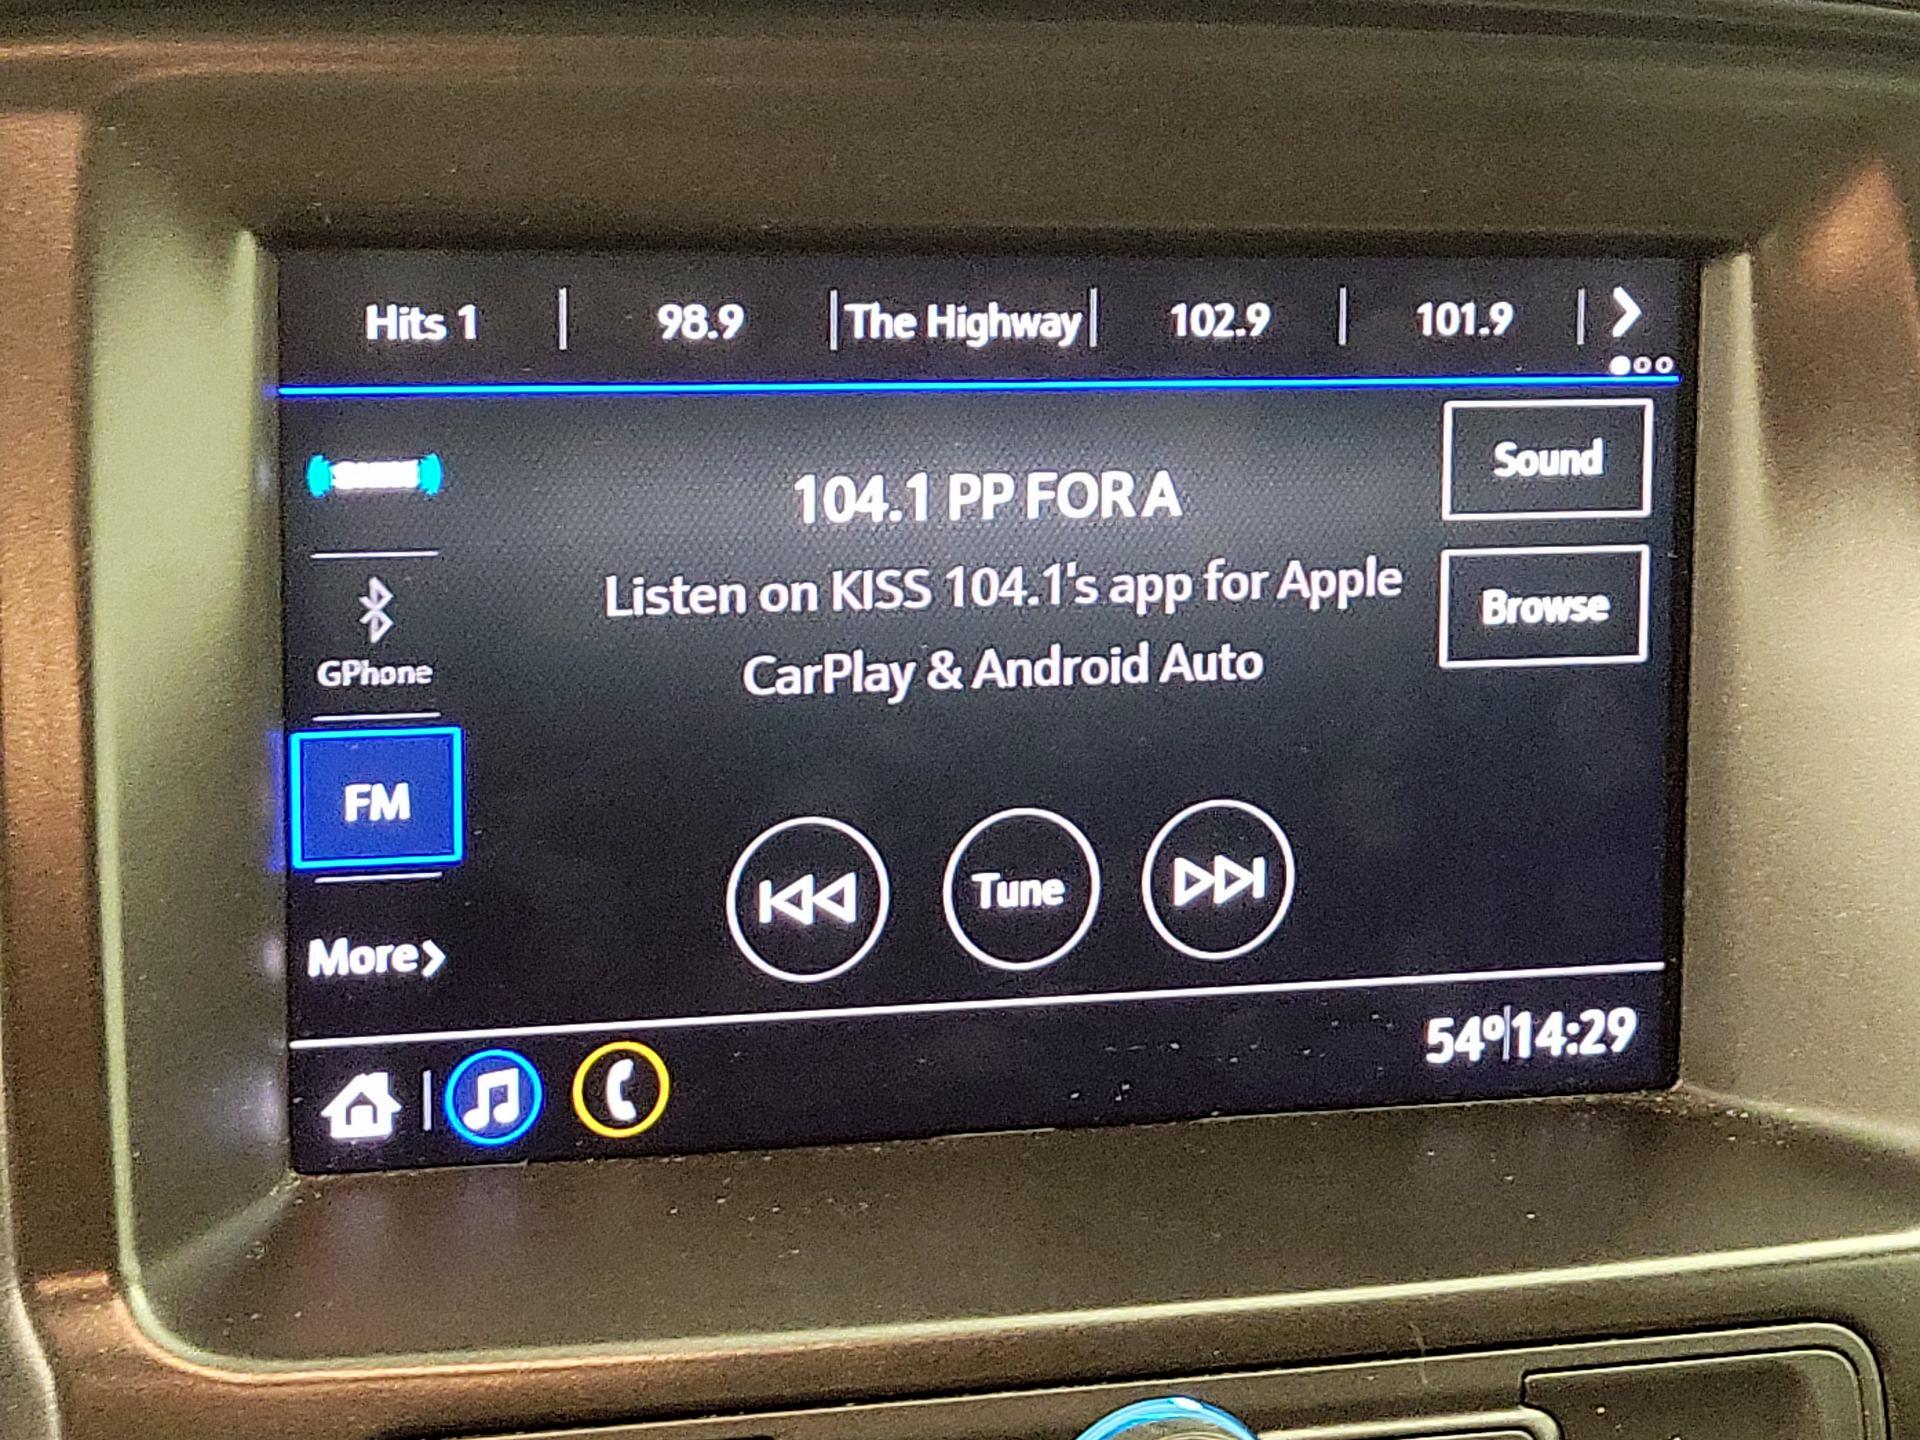 Hits 1 | 98.9 | The Highway | 102.9 | 101.9
Sound
104.1 PP FOR A
Listen on KISS 104.1's app for Apple
CarPlay & Android Auto
Browse
GPhone
FM
Tune
More
54° 14:29